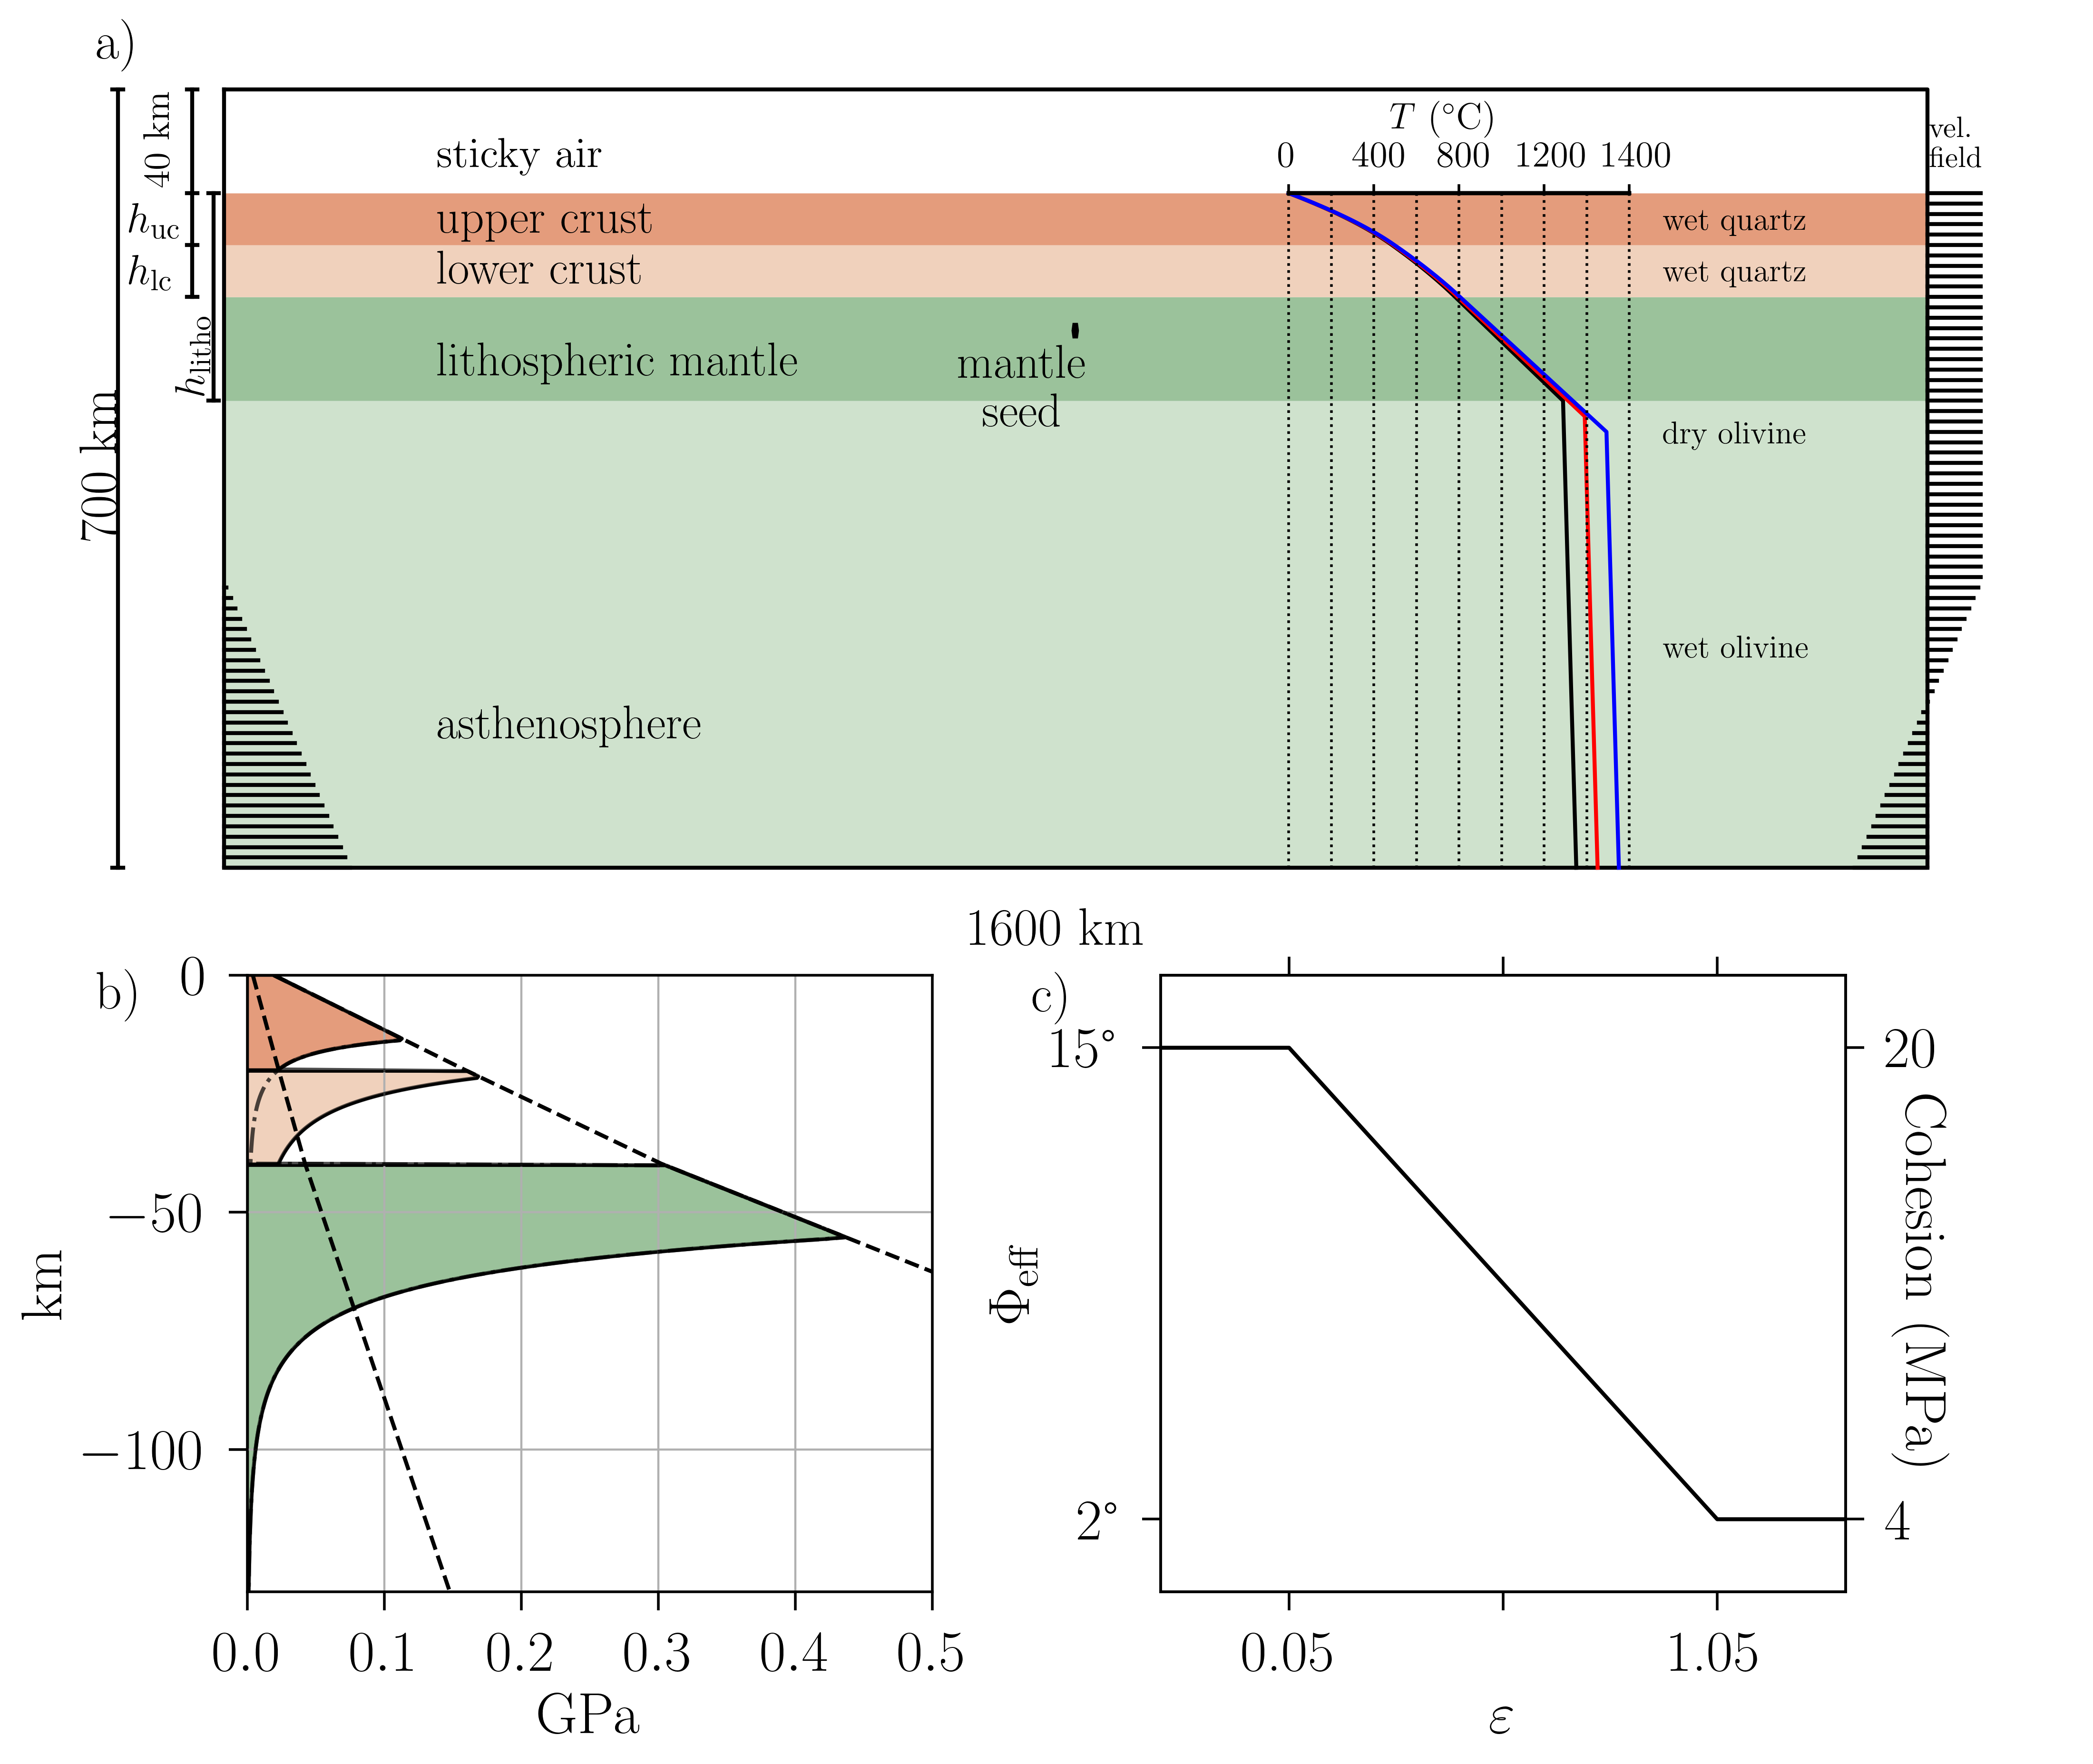 a)
40 km
700 km
h_uc
h_lc
h_litho
sticky air
upper crust
lower crust
lithospheric mantle
mantle
seed
asthenosphere
T (°C)
0 400 800 1200 1400
vel.
field
wet quartz
wet quartz
dry olivine
wet olivine
1600 km
b)
0
−50
−100
km
0.0 0.1 0.2 0.3 0.4 0.5
GPa
c)
15°
2°
Φ_eff
20
4
Cohesion (MPa)
0.05 1.05
ε